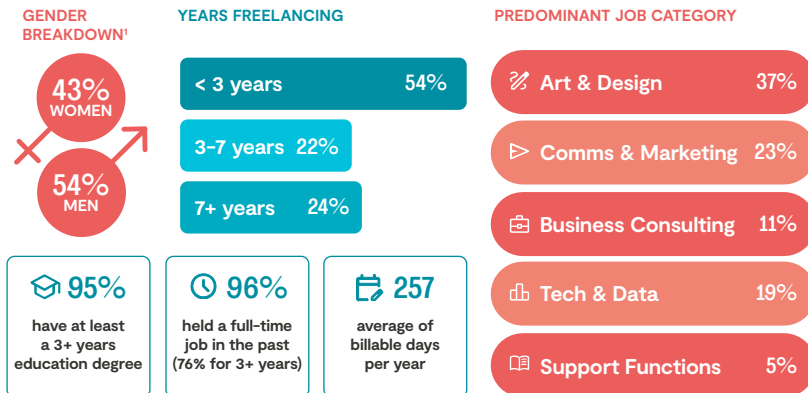 GENDER
BREAKDOWN¹
43%
WOMEN
54%
MEN
YEARS FREELANCING
< 3 years 54%
3-7 years 22%
7+ years 24%
95%
have at least
a 3+ years
education degree
96%
held a full-time
job in the past
(76% for 3+ years)
257
average of
billable days
per year
PREDOMINANT JOB CATEGORY
Art & Design 37%
Comms & Marketing 23%
Business Consulting 11%
Tech & Data 19%
Support Functions 5%